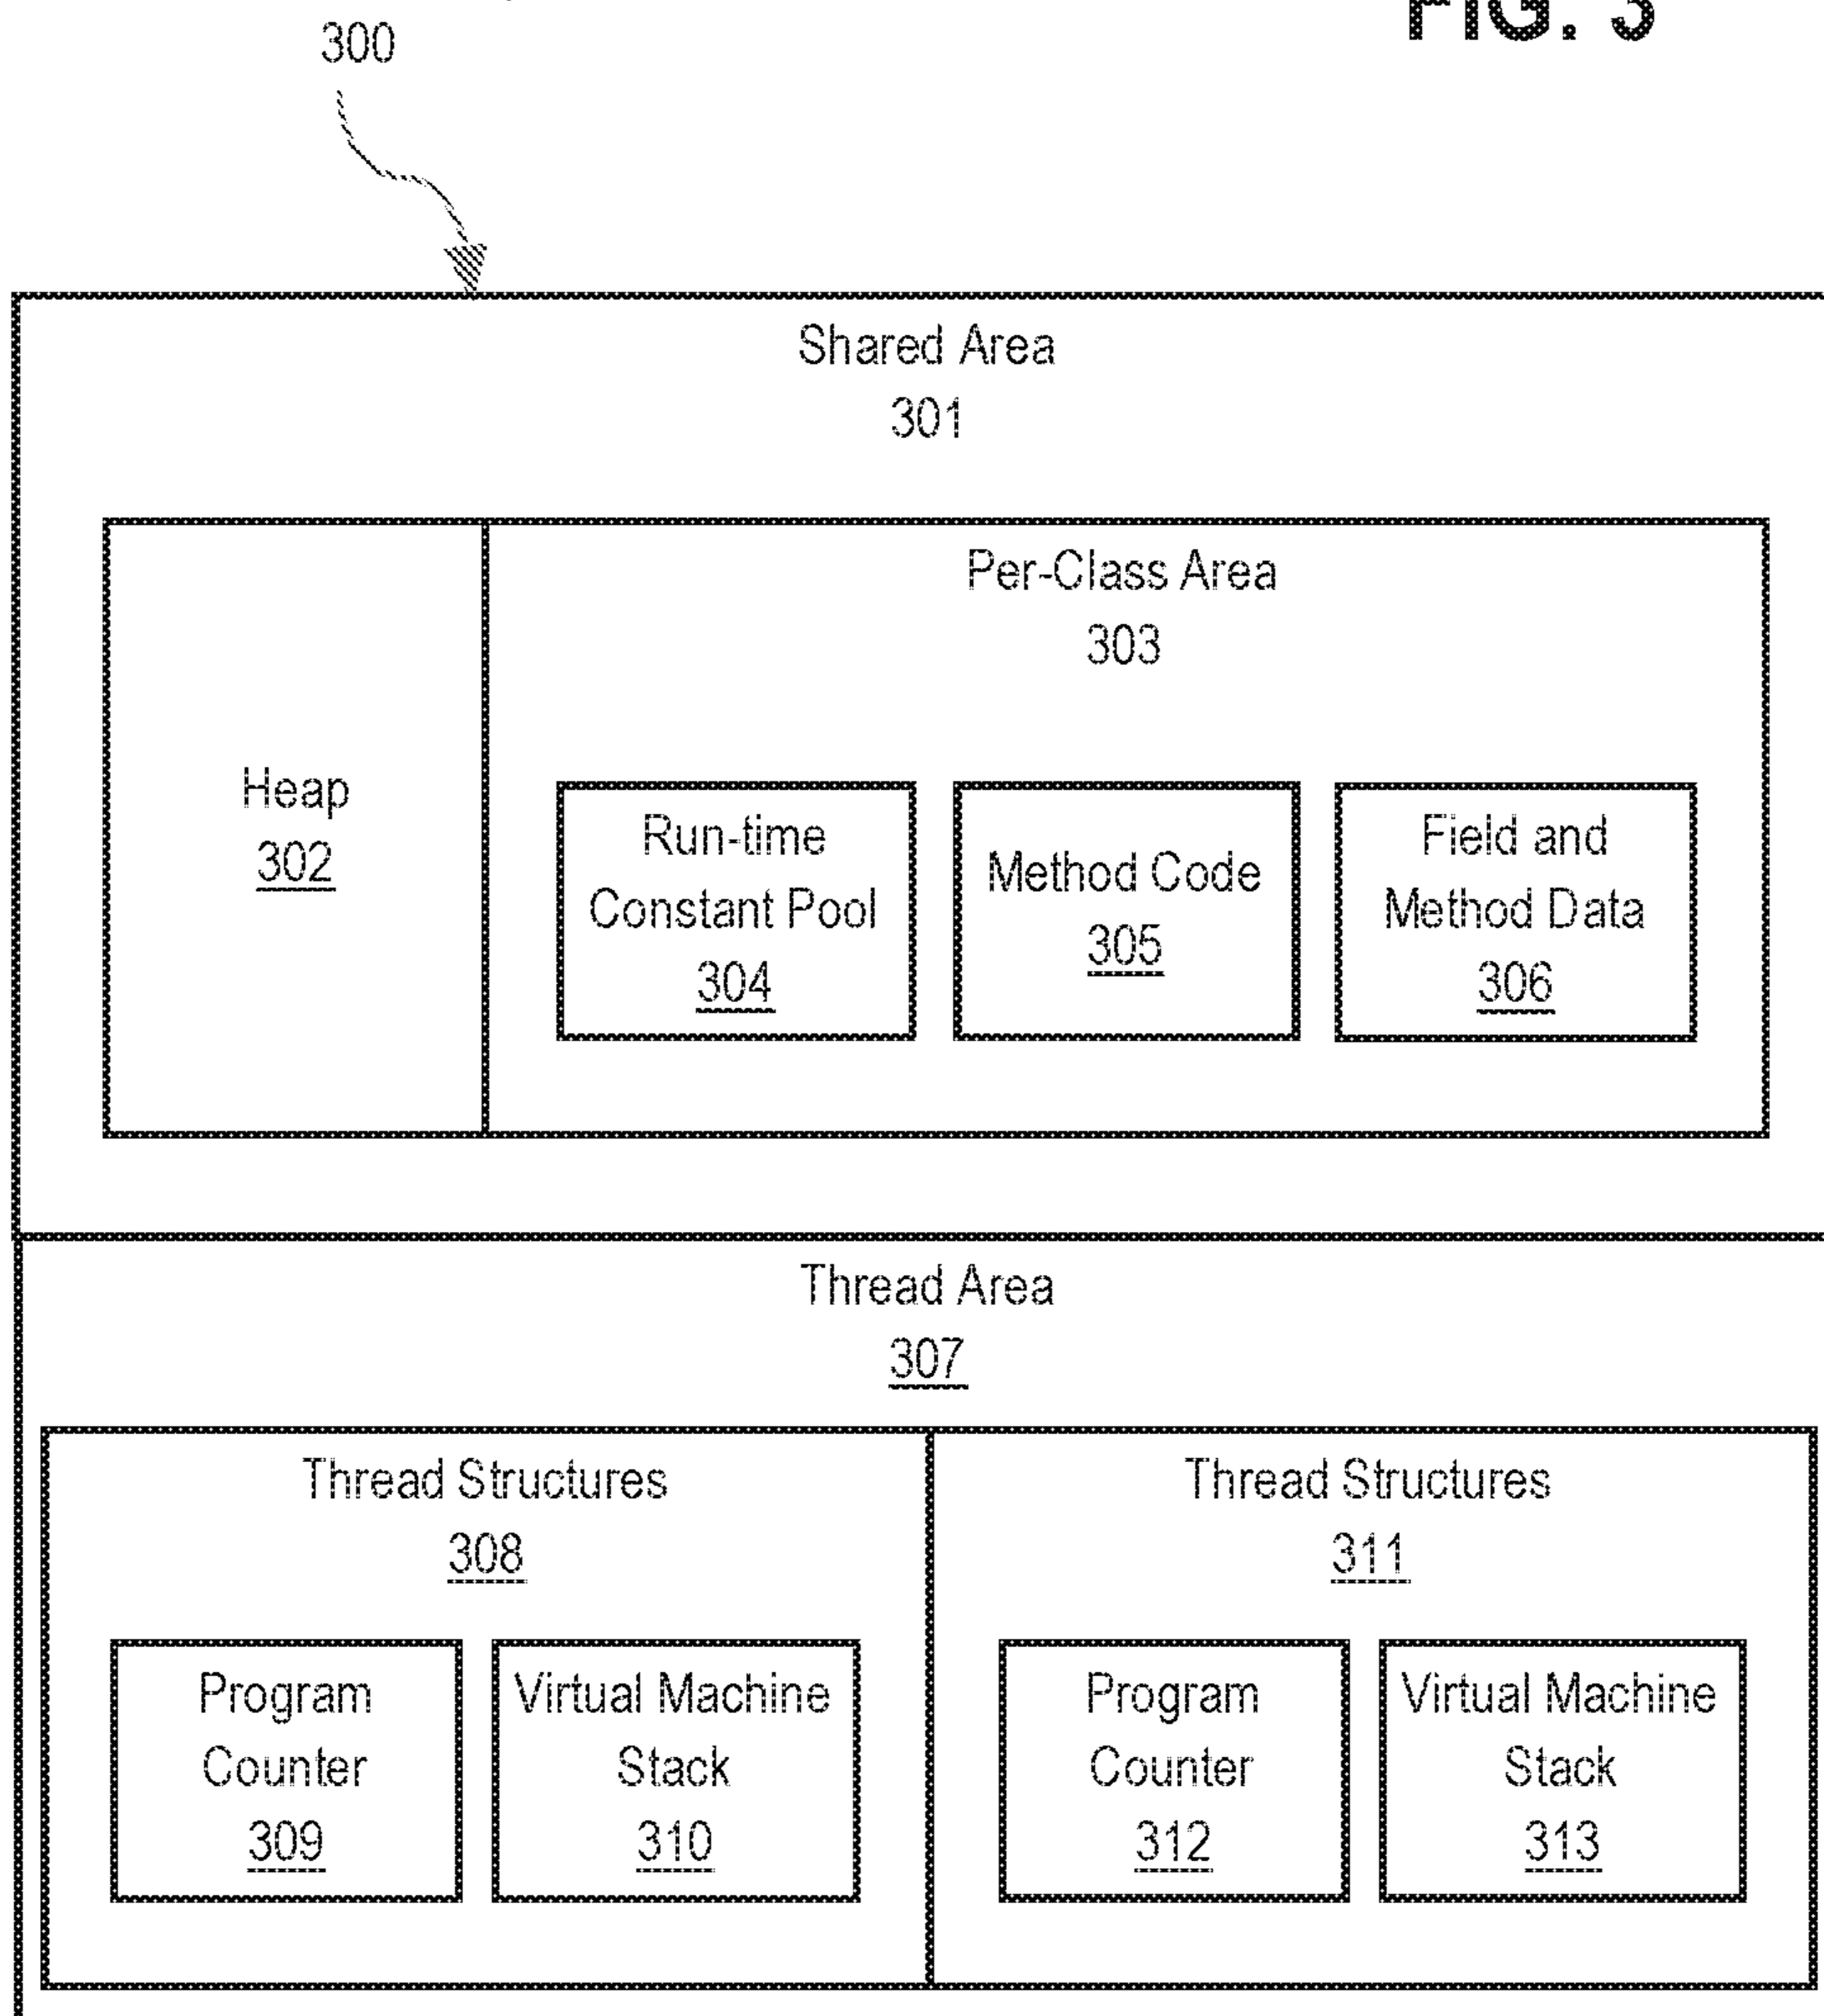 FIG. 3
300
Shared Area
301
Per-Class Area
303
Heap
302
Run-time
Constant Pool
304
Method Code
305
Field and
Method Data
306
Thread Area
307
Thread Structures
308
Program
Counter
309
Virtual Machine
Stack
310
Thread Structures
311
Program
Counter
312
Virtual Machine
Stack
313